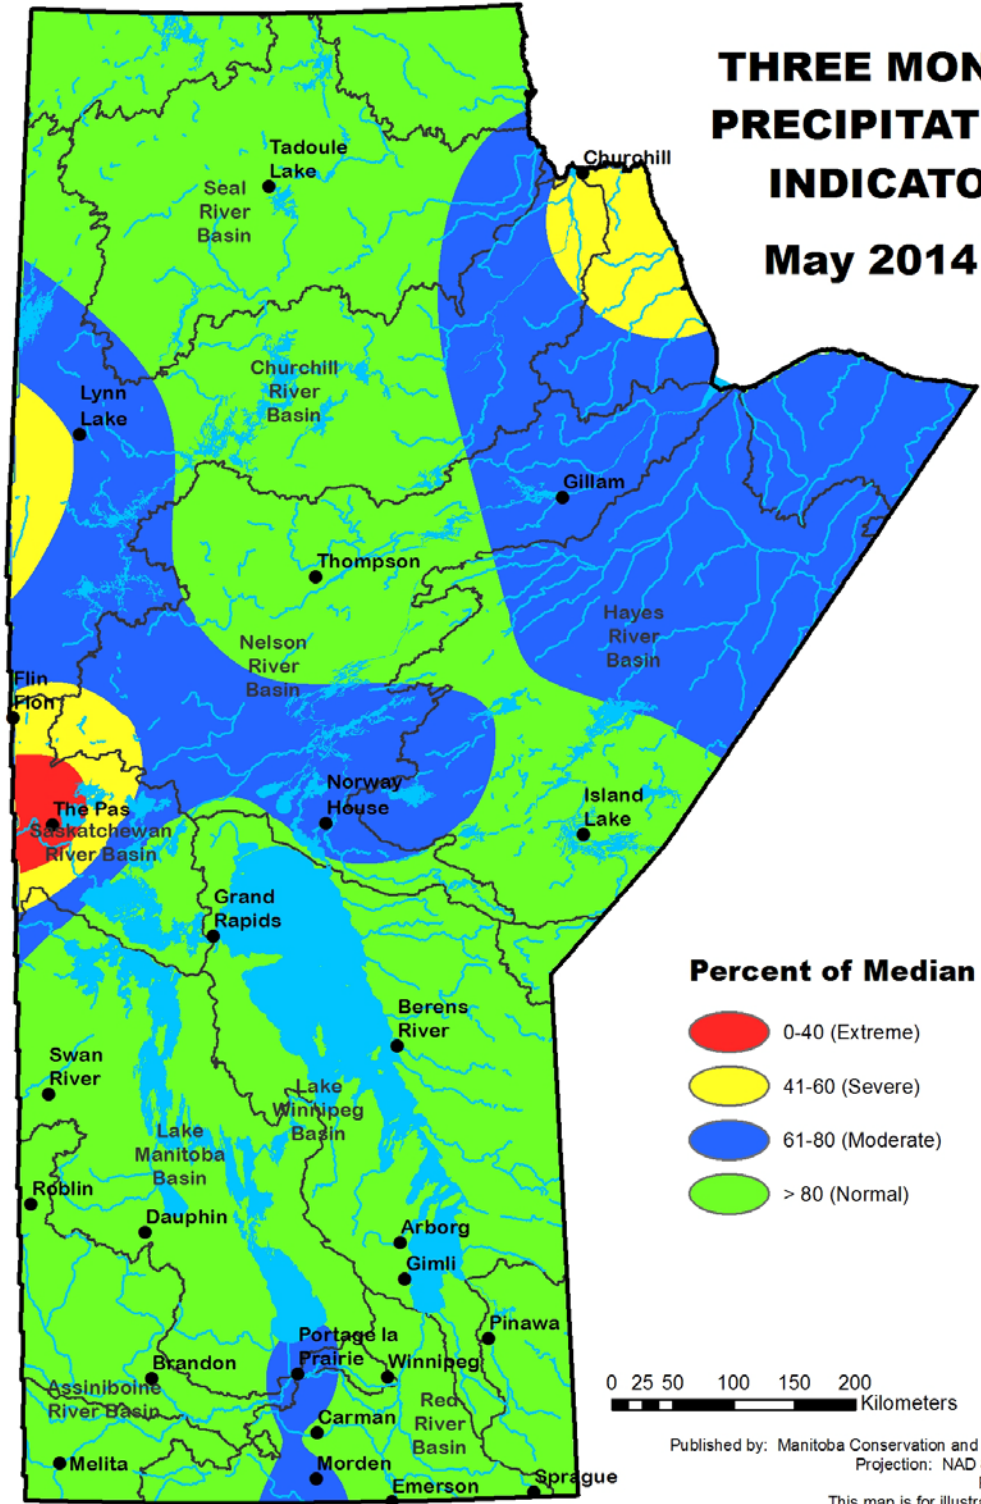 THREE MON
PRECIPITAT
INDICATO
May 2014
Churchill
Tadoule
Lake
Seal
River
Basin
Churchill
River
Basin
Lynn
Lake
Gillam
Thompson
Hayes
River
Basin
Nelson
River
Basin
Flin
Flon
Norway
House
Island
Lake
The Pas
Saskatchewan
River Basin
Grand
Rapids
Berens
River
Swan
River
Lake
Winnipeg
Basin
Lake
Manitoba
Basin
Roblin
Dauphin
Arborg
Gimli
Pinawa
Portage la
Prairie
Winnipeg
Brandon
Assiniboine
River Basin
Red
River
Basin
Carman
Melita
Morden
Emerson
Sprague
Percent of Median
0-40 (Extreme)
41-60 (Severe)
61-80 (Moderate)
> 80 (Normal)
0 25 50 100 150 200
Kilometers
Published by: Manitoba Conservation and
Projection: NAD
This map is for illustr